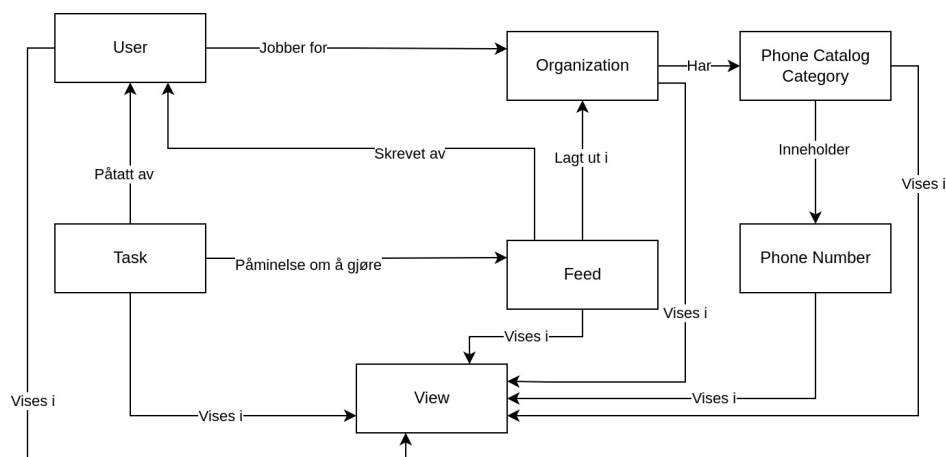 User
Jobber for
Organization
Har
Phone Catalog
Category
Påtatt av
Skrevet av
Lagt ut i
Inneholder
Vises i
Task
Påminelse om å gjøre
Feed
Phone Number
Vises i
Vises i
View
Vises i
Vises i
Vises i